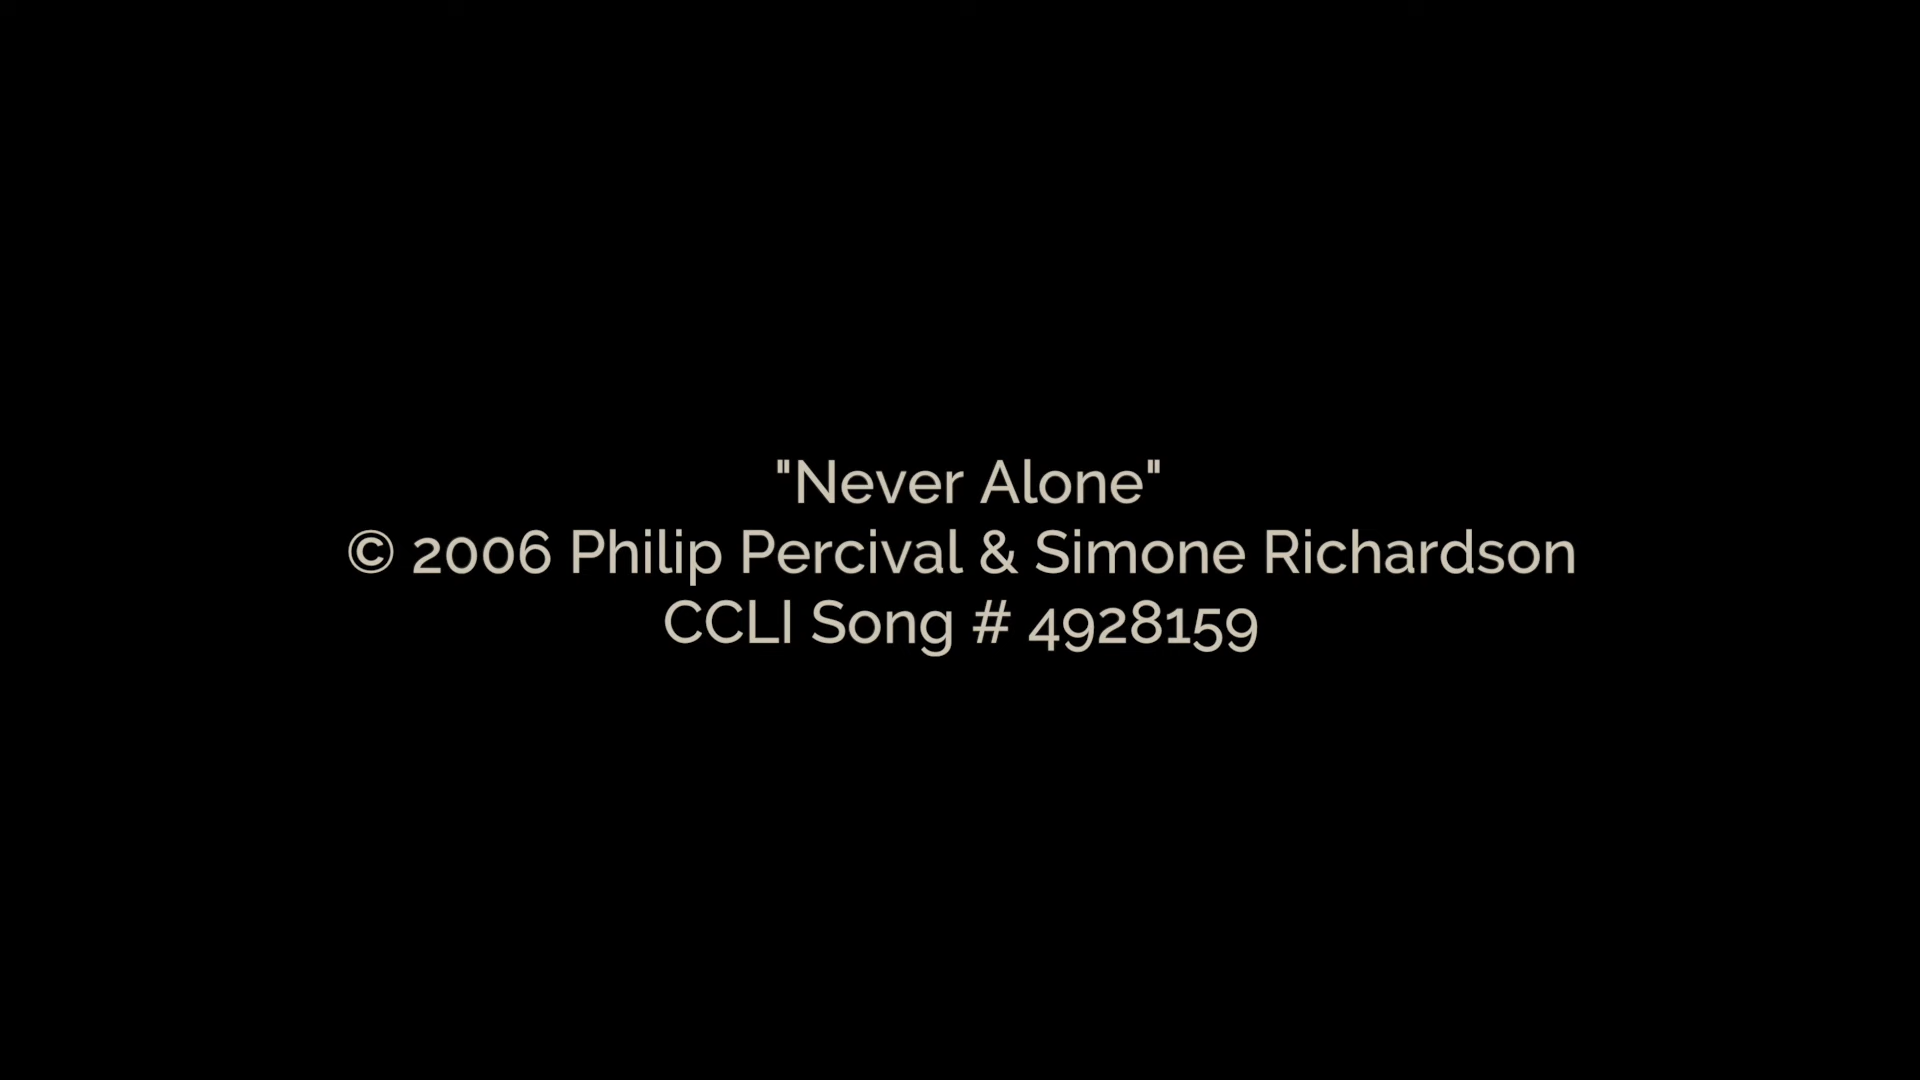 "Never Alone"
© 2006 Philip Percival & Simone Richardson
CCLI Song # 4928159